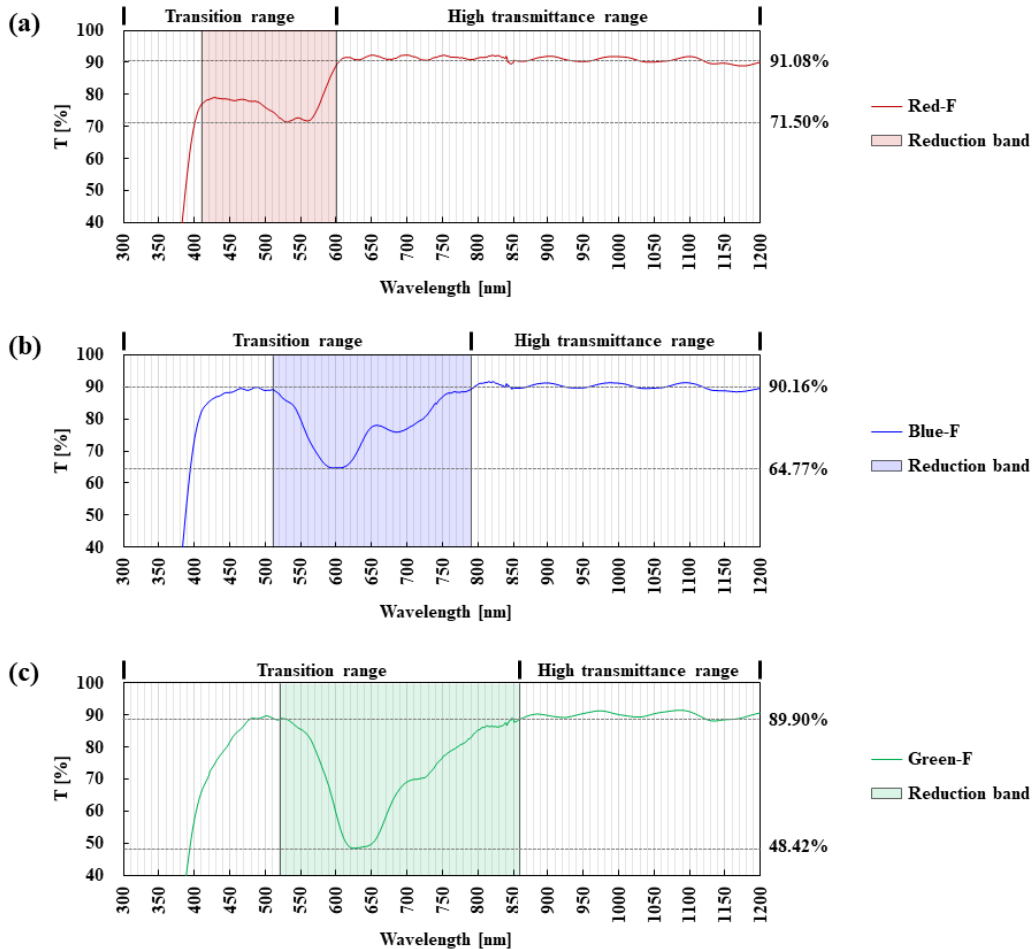 (a)
Transition range
High transmittance range
T [%]
100
90
80
70
60
50
40
300 350 400 450 500 550 600 650 700 750 800 850 900 950 1000 1050 1100 1150 1200
Wavelength [nm]
91.08%
71.50%
Red-F
Reduction band
(b)
Transition range
High transmittance range
T [%]
100
90
80
70
60
50
40
300 350 400 450 500 550 600 650 700 750 800 850 900 950 1000 1050 1100 1150 1200
Wavelength [nm]
90.16%
64.77%
Blue-F
Reduction band
(c)
Transition range
High transmittance range
T [%]
100
90
80
70
60
50
40
300 350 400 450 500 550 600 650 700 750 800 850 900 950 1000 1050 1100 1150 1200
Wavelength [nm]
89.90%
48.42%
Green-F
Reduction band